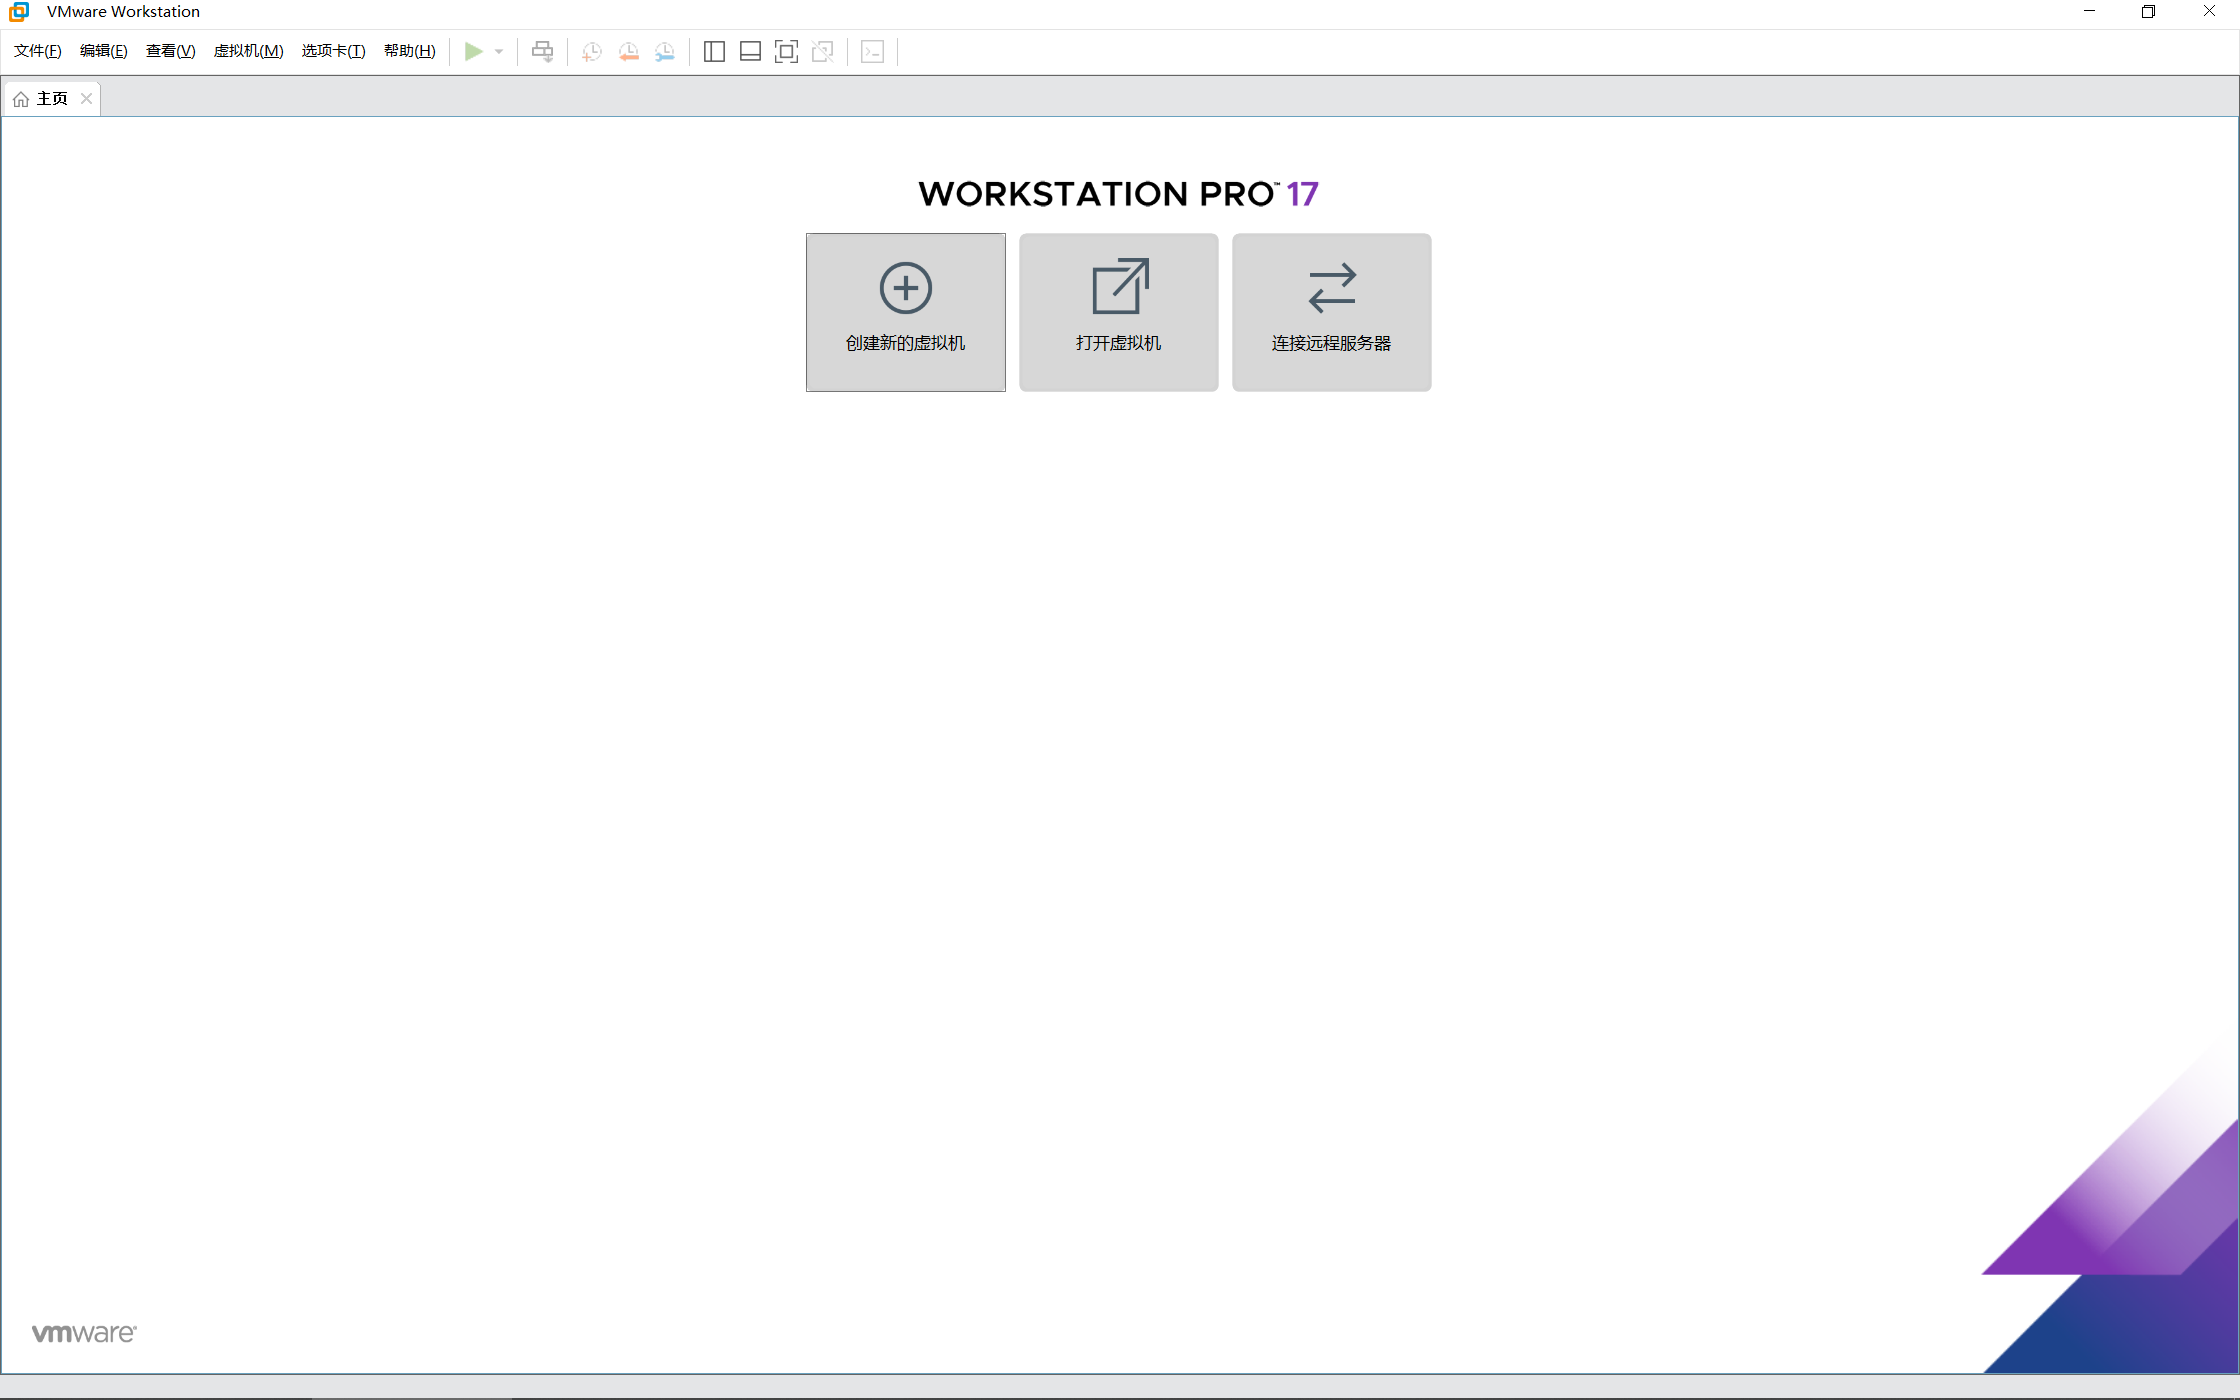 VMware Workstation
文件(F) 编辑(E) 查看(V) 虚拟机(M) 选项卡(T) 帮助(H)
主页
WORKSTATION PRO™ 17
创建新的虚拟机 打开虚拟机 连接远程服务器
vmware®